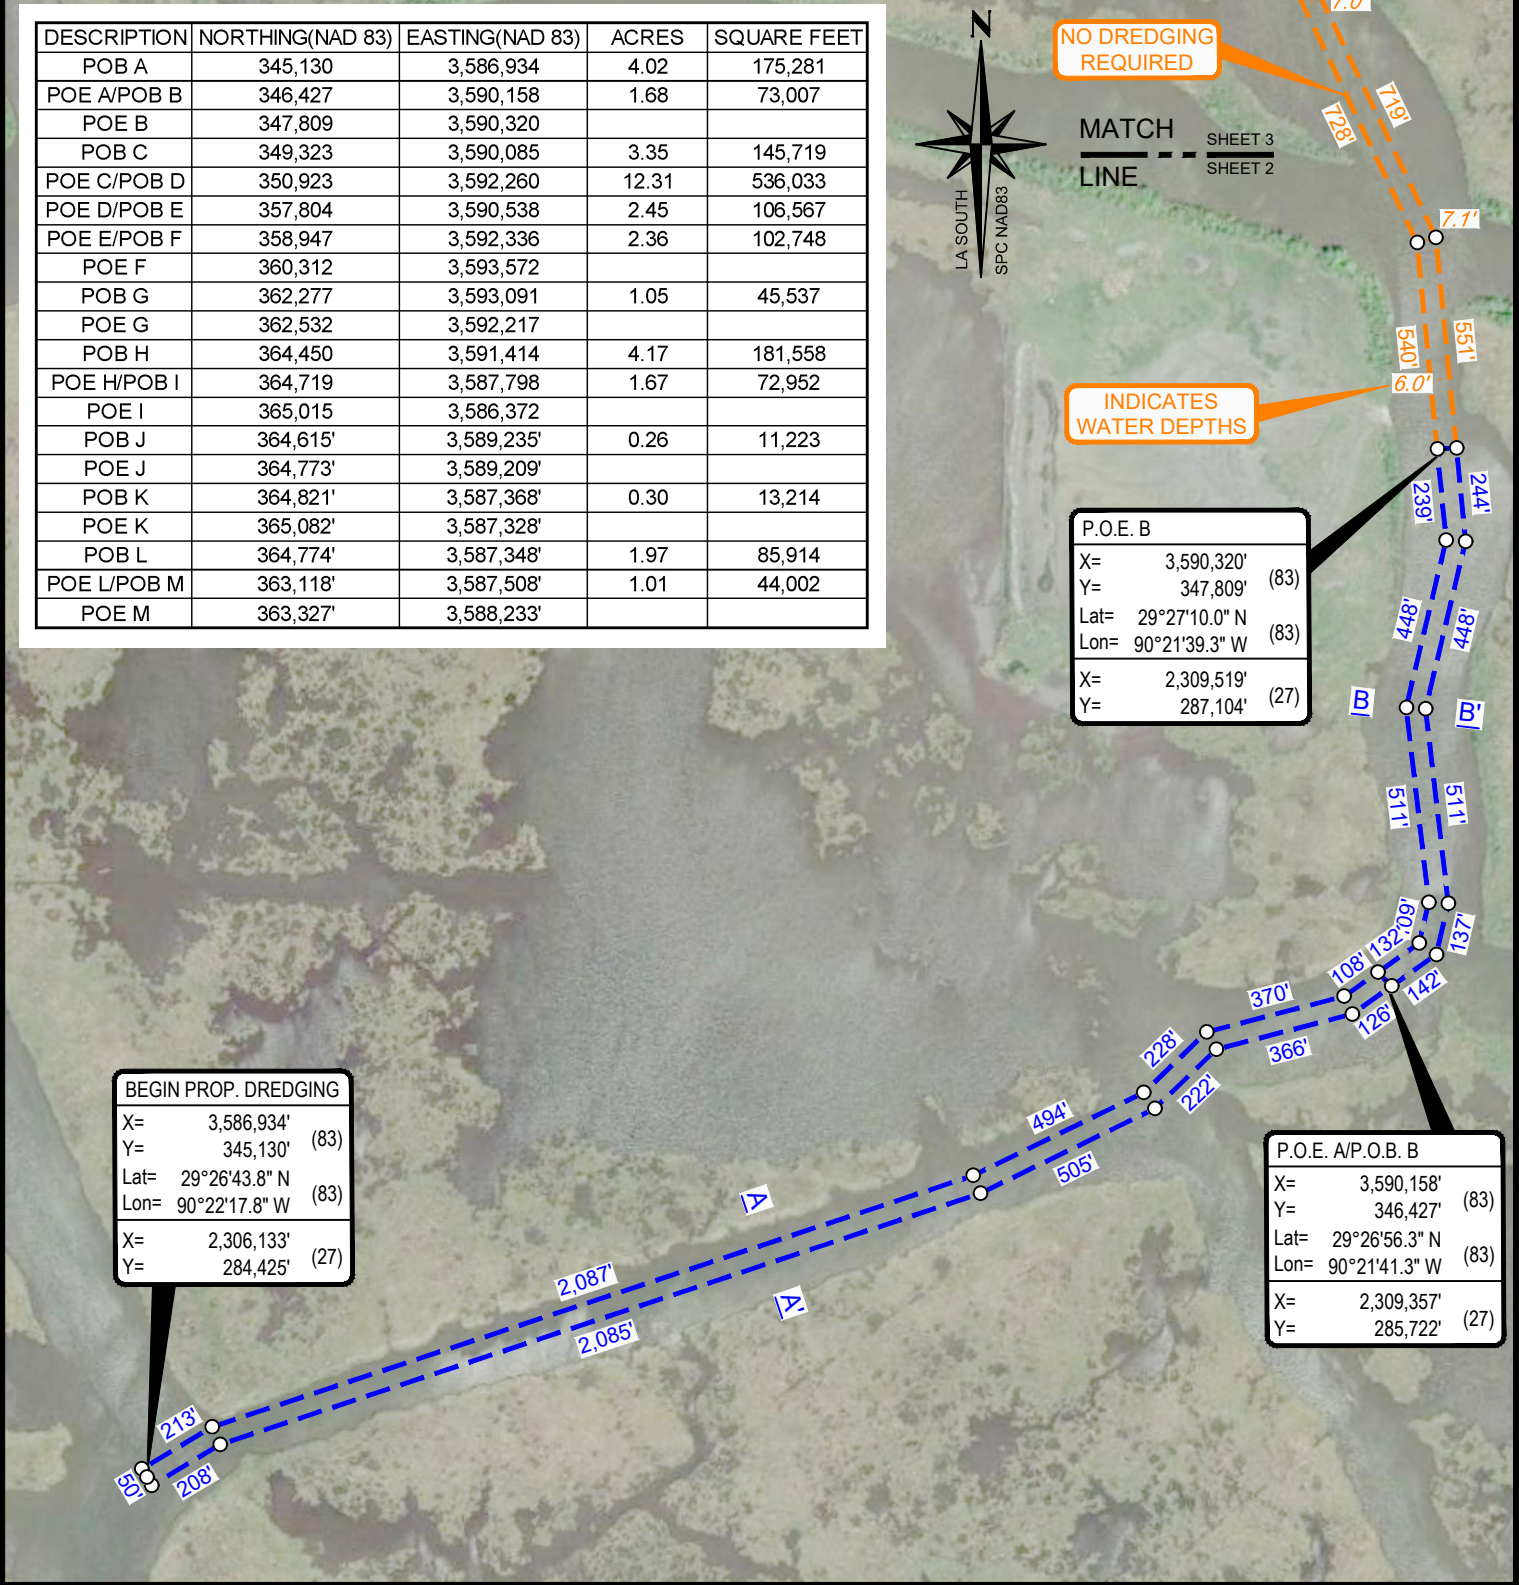 DESCRIPTION NORTHING(NAD 83) EASTING(NAD 83) ACRES SQUARE FEET
POB A 345,130 3,586,934 4.02 175,281
POE A/POB B 346,427 3,590,158 1.68 73,007
POE B 347,809 3,590,320
POB C 349,323 3,590,085 3.35 145,719
POE C/POB D 350,923 3,592,260 12.31 536,033
POE D/POB E 357,804 3,590,538 2.45 106,567
POE E/POB F 358,947 3,592,336 2.36 102,748
POE F 360,312 3,593,572
POB G 362,277 3,593,091 1.05 45,537
POE G 362,532 3,592,217
POB H 364,450 3,591,414 4.17 181,558
POE H/POB I 364,719 3,587,798 1.67 72,952
POE I 365,015 3,586,372
POB J 364,615' 3,589,235' 0.26 11,223
POE J 364,773' 3,589,209'
POB K 364,821' 3,587,368' 0.30 13,214
POE K 365,082' 3,587,328'
POB L 364,774' 3,587,348' 1.97 85,914
POE L/POB M 363,118' 3,587,508' 1.01 44,002
POE M 363,327' 3,588,233'
N
LA SOUTH
SPC NAD83
MATCH
LINE
SHEET 3
SHEET 2
7.0'
NO DREDGING
REQUIRED
728'
719'
7.1'
540'
551'
6.0'
INDICATES
WATER DEPTHS
239'
244'
P.O.E. B
X= 3,590,320'
Y= 347,809' (83)
Lat= 29°27'10.0" N
Lon= 90°21'39.3" W (83)
X= 2,309,519'
Y= 287,104' (27)
448'
448'
B
B'
511'
511'
09'
137'
132'
142'
108'
126'
370'
366'
228'
222'
494'
505'
A
A'
2,087'
2,085'
213'
208'
50'
BEGIN PROP. DREDGING
X= 3,586,934'
Y= 345,130' (83)
Lat= 29°26'43.8" N
Lon= 90°22'17.8" W (83)
X= 2,306,133'
Y= 284,425' (27)
P.O.E. A/P.O.B. B
X= 3,590,158'
Y= 346,427' (83)
Lat= 29°26'56.3" N
Lon= 90°21'41.3" W (83)
X= 2,309,357'
Y= 285,722' (27)